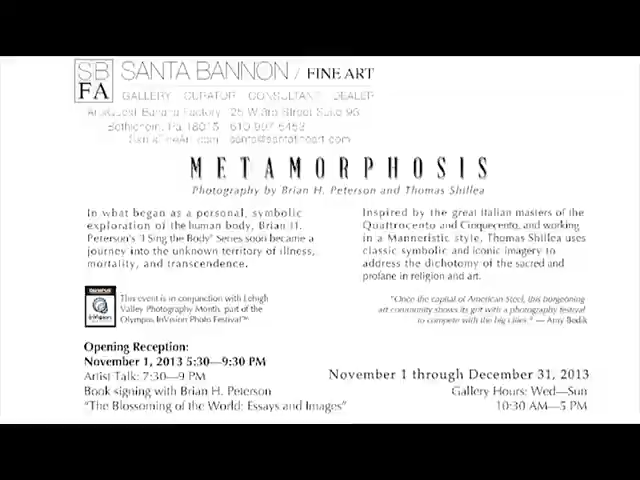 SB
FA
SANTA BANNON / FINE ART
GALLERY CURATOR CONSULTANT DEALER
Banana Factory 25 W 3rd Street Suite
Bethlehem, Pa 18015
METAMORPHOSIS
Photography by Brian H. Peterson and Thomas Shillea
In what began as a personal, symbolic
exploration of the human body, Brian H.
Peterson's "I Sing the Body" Series soon became a
journey into the unknown territory of illness,
mortality, and transcendence.
Inspired by the great Italian masters of the
Quattrocento and Cinquecento, and working
in a Manneristic style, Thomas Shillea uses
classic symbolic and iconic imagery to
address the dichotomy of the sacred and
profane in religion and art.
OLYMPUS
InVision
This event is in conjunction with Lehigh
Valley Photography Month, part of the
Olympus InVision Photo Festival™
"Once the capital of American Steel, this burgeoning
art community shows its grit with a photography festival
to compete with the big cities." — Amy Bedik
Opening Reception:
November 1, 2013 5:30—9:30 PM
Artist Talk: 7:30—9 PM
Book signing with Brian H. Peterson
"The Blossoming of the World: Essays and Images"
November 1 through December 31, 2013
Gallery Hours: Wed—Sun
10:30 AM—5 PM